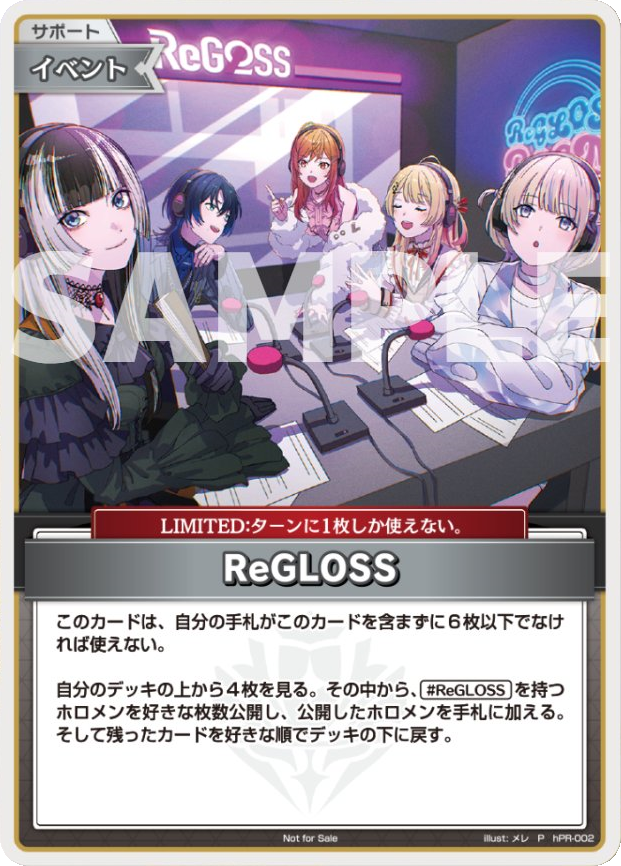 サポート
イベント
ReGLOSS
ReGLOSS
SAMPLE
LIMITED:ターンに1枚しか使えない。
ReGLOSS
このカードは、自分の手札がこのカードを含まずに6枚以下でなけ
れば使えない。
自分のデッキの上から4枚を見る。その中から、#ReGLOSSを持つ
ホロメンを好きな枚数公開し、公開したホロメンを手札に加える。
そして残ったカードを好きな順でデッキの下に戻す。
Not for Sale
illust: メレ P hPR-002